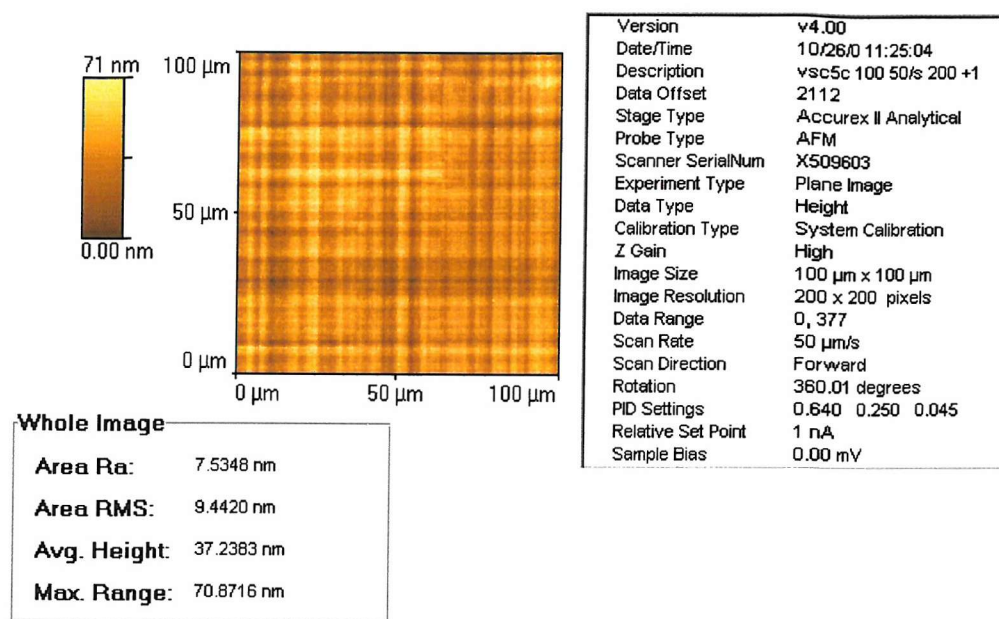 71 nm
0.00 nm
100 µm
50 µm
0 µm
0 µm
50 µm
100 µm
Version v4.00
Date/Time 10/26/0 11:25:04
Description vsc5c 100 50/s 200 +1
Data Offset 2112
Stage Type Accurex II Analytical
Probe Type AFM
Scanner SerialNum X509603
Experiment Type Plane Image
Data Type Height
Calibration Type System Calibration
Z Gain High
Image Size 100 µm x 100 µm
Image Resolution 200 x 200 pixels
Data Range 0, 377
Scan Rate 50 µm/s
Scan Direction Forward
Rotation 360.01 degrees
PID Settings 0.640 0.250 0.045
Relative Set Point 1 nA
Sample Bias 0.00 mV
Whole Image
Area Ra: 7.5348 nm
Area RMS: 9.4420 nm
Avg. Height: 37.2383 nm
Max. Range: 70.8716 nm